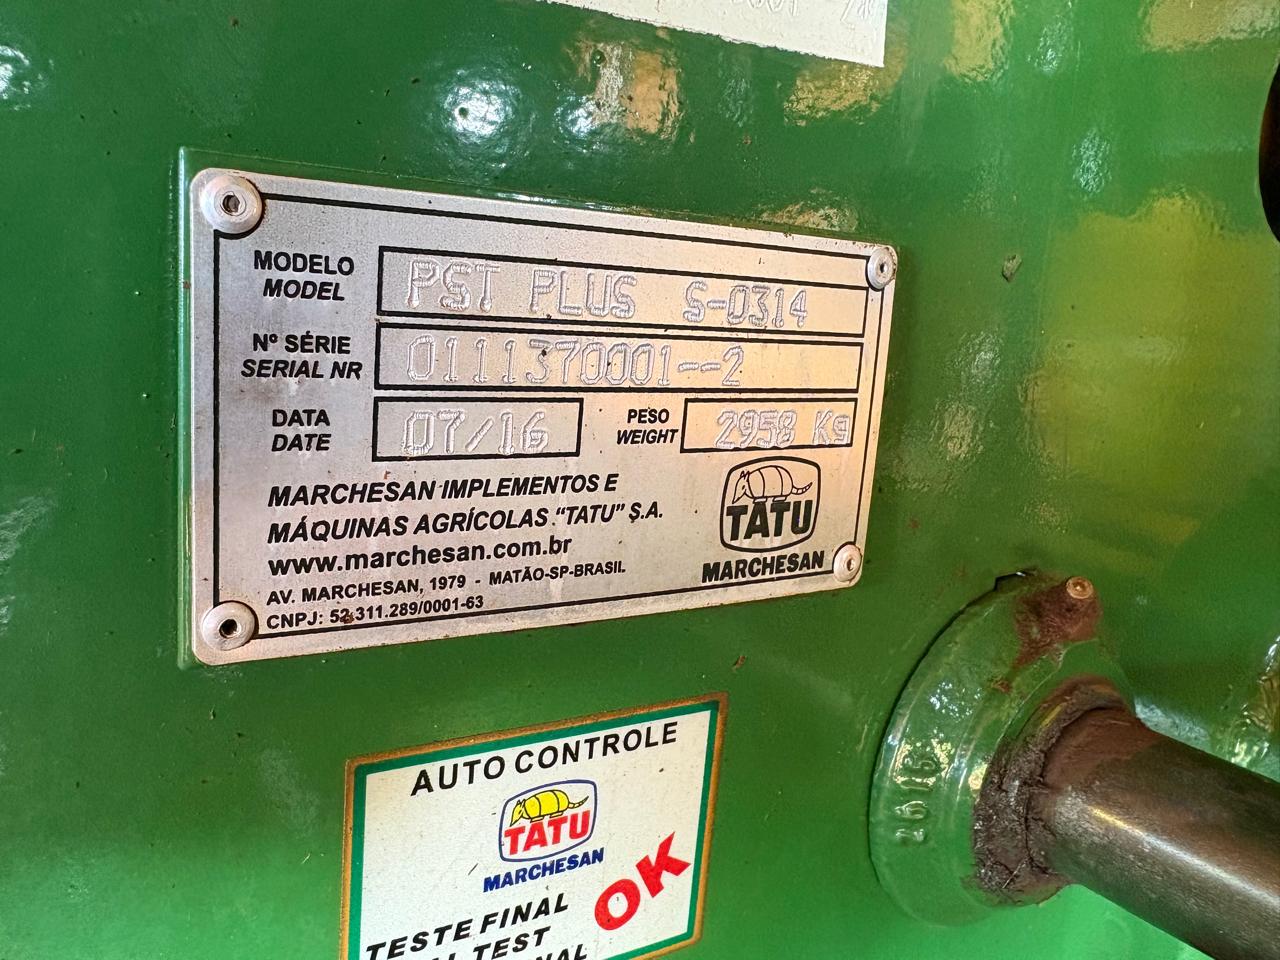 MODELO
MODEL
PST PLUS S-0314
Nº SÉRIE
SERIAL NR
0111370001--2
DATA
DATE
07/16
PESO
WEIGHT
2958 Kg
MARCHESAN IMPLEMENTOS E
MÁQUINAS AGRÍCOLAS "TATU" S.A.
www.marchesan.com.br
AV. MARCHESAN, 1979 - MATÃO-SP-BRASIL
CNPJ: 52.311.289/0001-63
TATU
MARCHESAN
AUTO CONTROLE
TATU
MARCHESAN
OK
TESTE FINAL
TEST